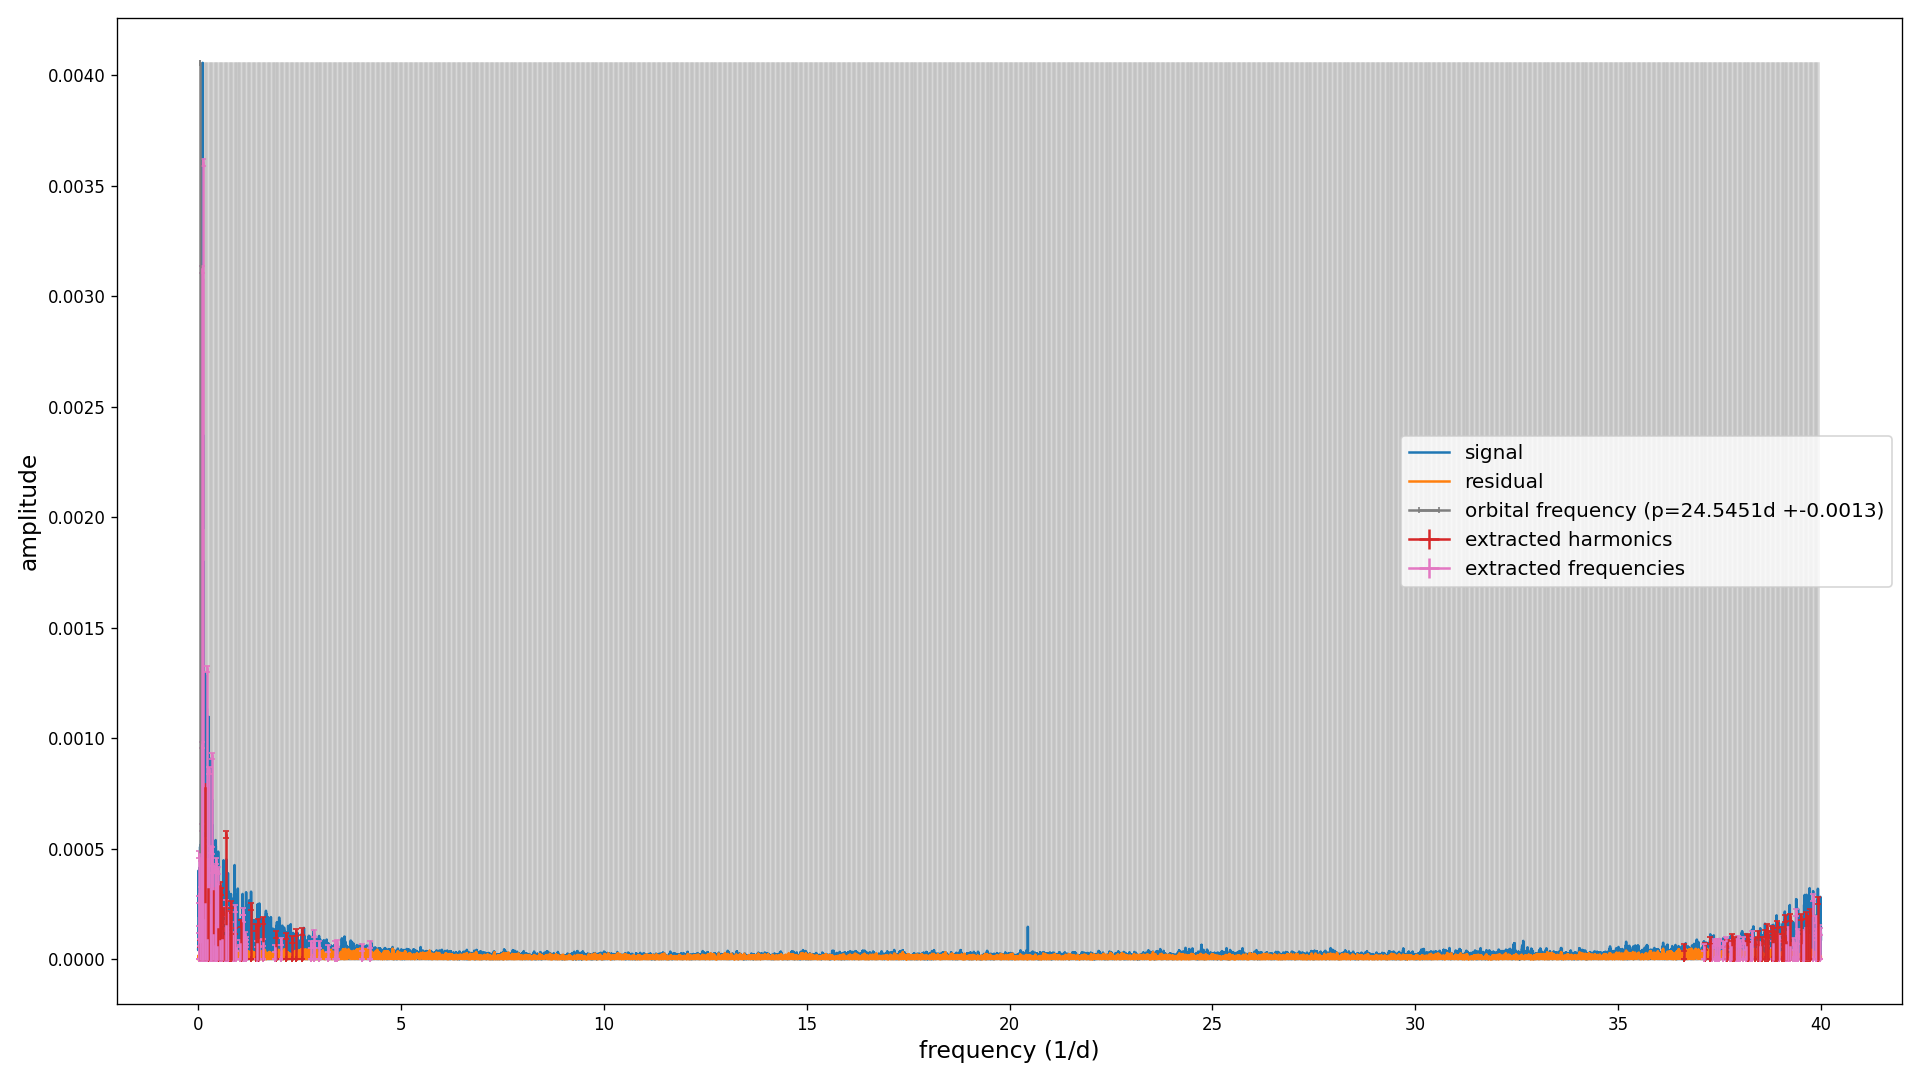 0.0040
0.0035
0.0030
0.0025
0.0020
0.0015
0.0010
0.0005
0.0000
amplitude
signal
residual
orbital frequency (p=24.5451d +-0.0013)
extracted harmonics
extracted frequencies
0 5 10 15 20 25 30 35 40
frequency (1/d)